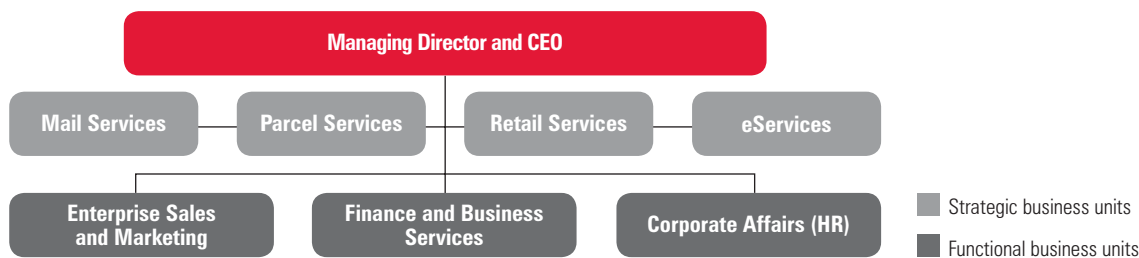 Managing Director and CEO
Mail Services
Parcel Services
Retail Services
eServices
Enterprise Sales
and Marketing
Finance and Business
Services
Corporate Affairs (HR)
Strategic business units
Functional business units